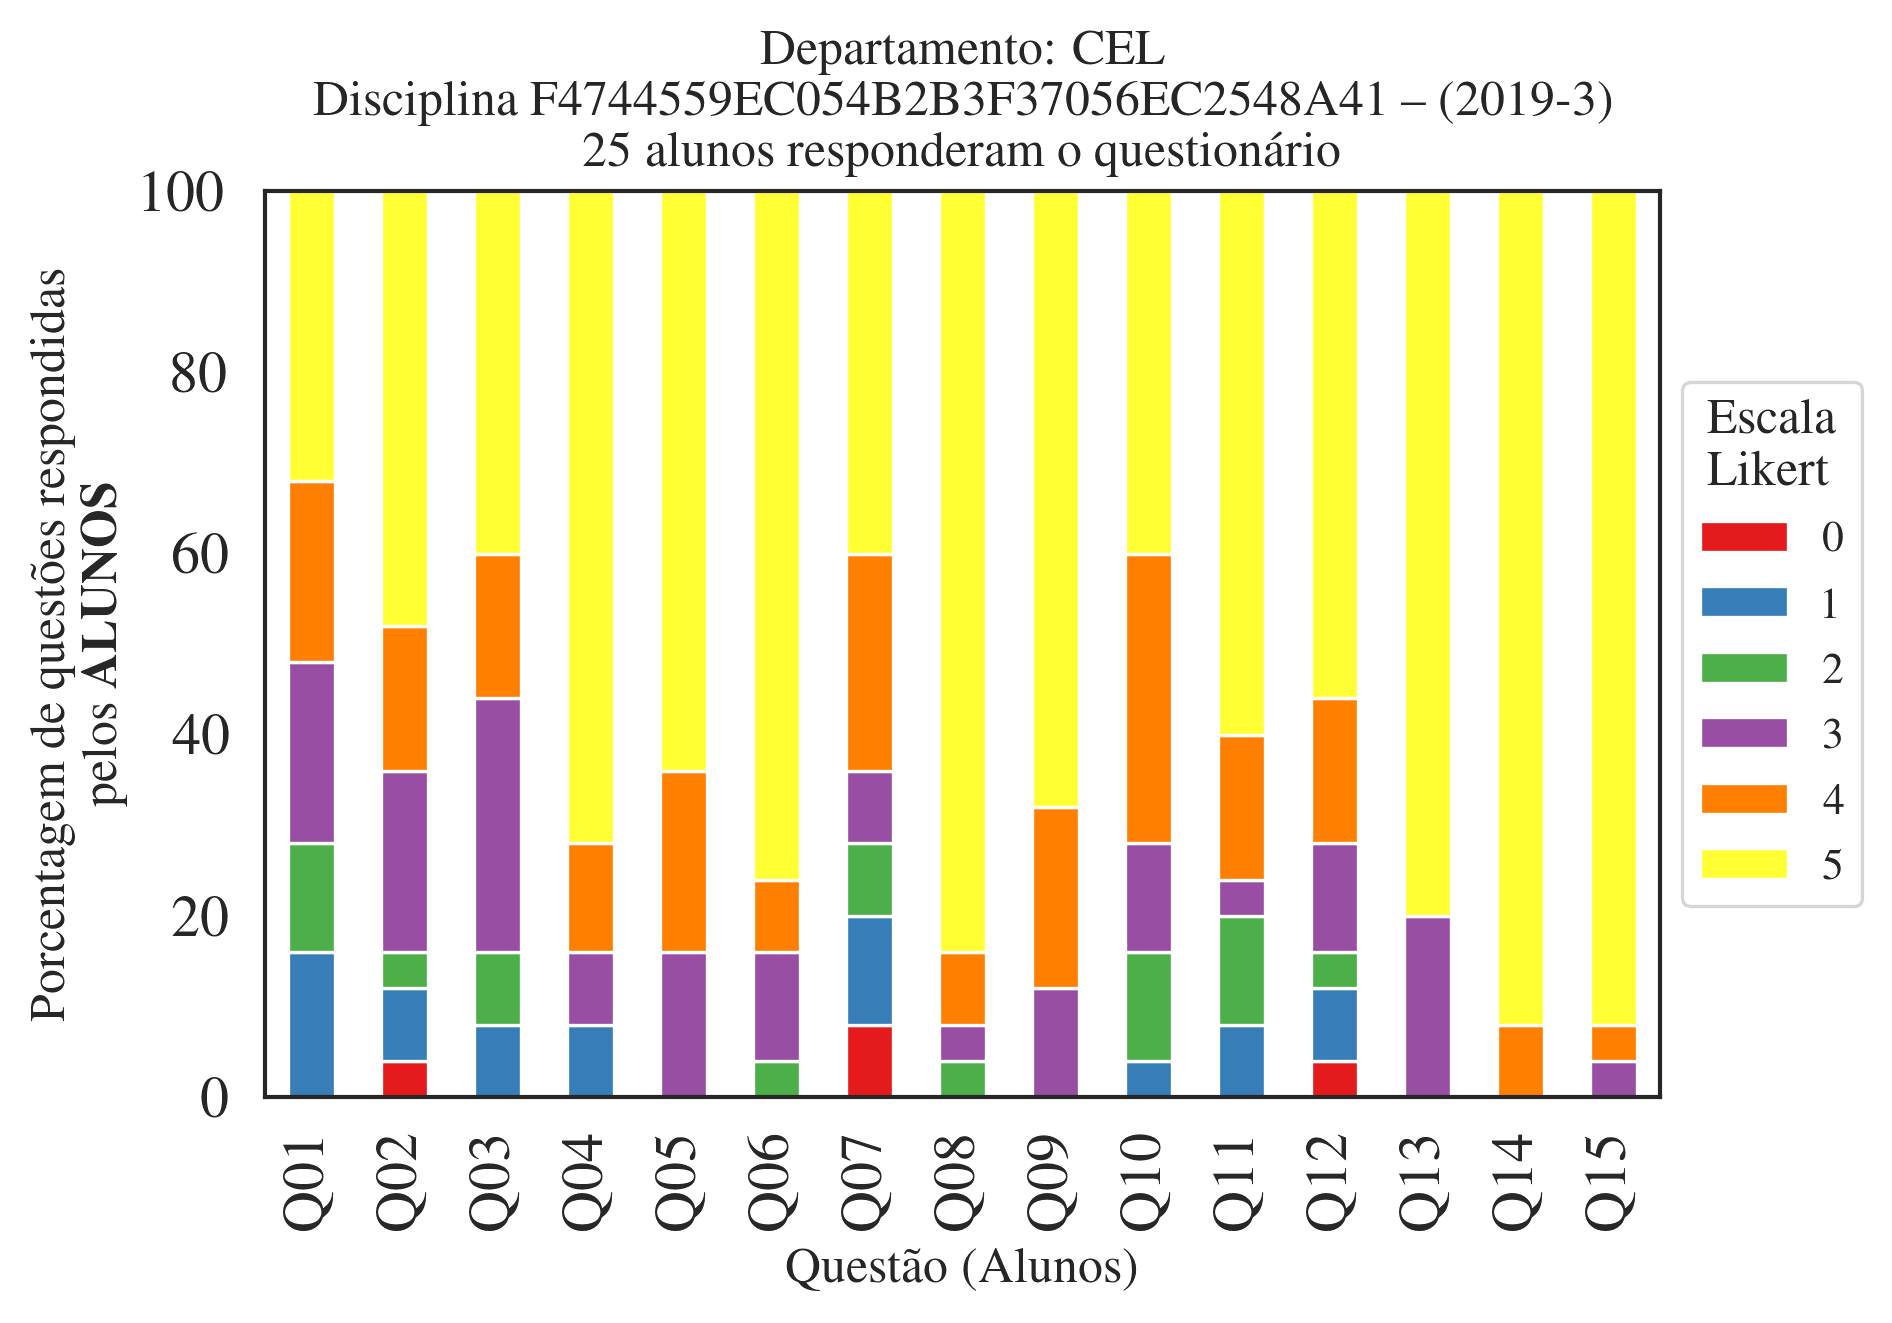 Departamento: CEL
Disciplina F4744559EC054B2B3F37056EC2548A41 – (2019-3)
25 alunos responderam o questionário
Porcentagem de questões respondidas
pelos ALUNOS
100
80
60
40
20
0
Q01
Q02
Q03
Q04
Q05
Q06
Q07
Q08
Q09
Q10
Q11
Q12
Q13
Q14
Q15
Questão (Alunos)
Escala
Likert
0
1
2
3
4
5